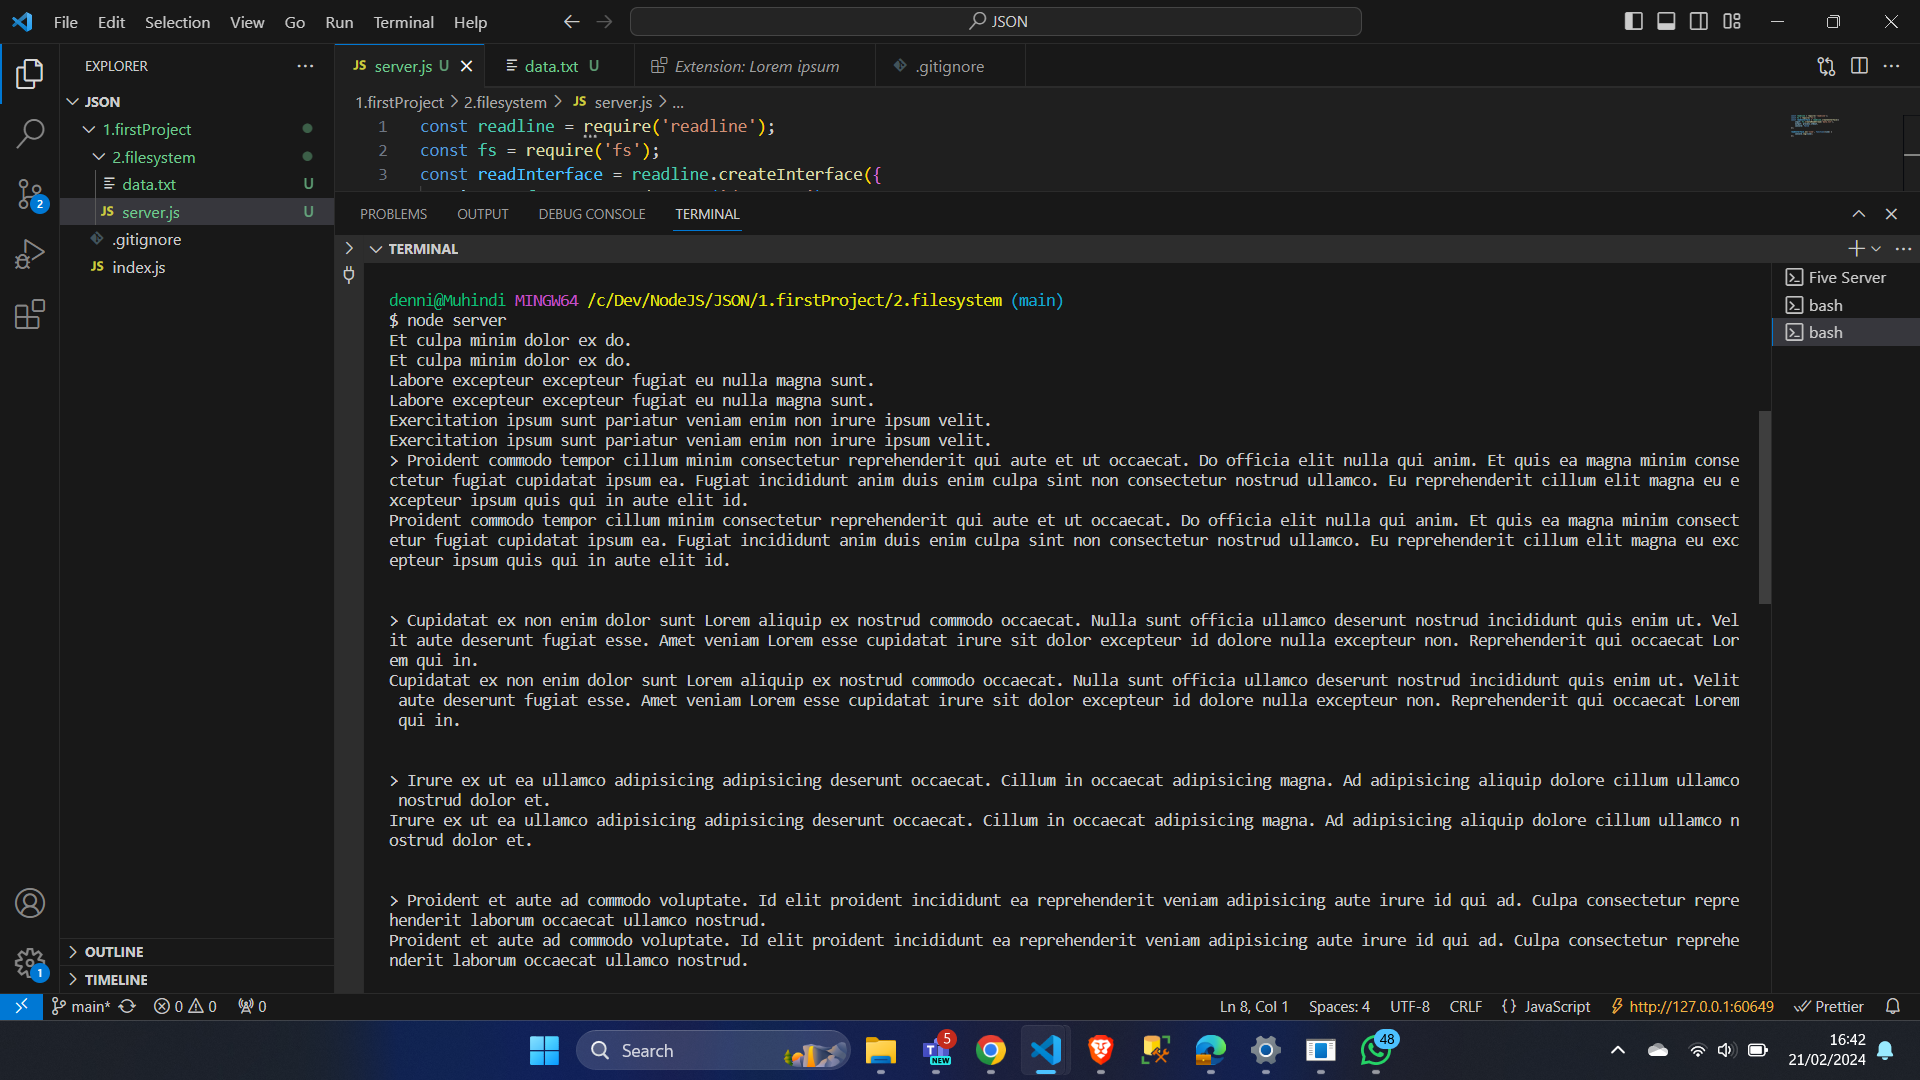 File Edit Selection View Go Run Terminal Help
JSON
EXPLORER
JSON
1.firstProject
2.filesystem
data.txt U
server.js U
.gitignore
JS index.js
OUTLINE
TIMELINE
JS server.js U
data.txt U
Extension: Lorem ipsum
.gitignore
1.firstProject > 2.filesystem > JS server.js > ...
1 const readline = require('readline');
2 const fs = require('fs');
3 const readInterface = readline.createInterface({
PROBLEMS OUTPUT DEBUG CONSOLE TERMINAL
TERMINAL
denni@Muhindi MINGW64 /c/Dev/NodeJS/JSON/1.firstProject/2.filesystem (main)
$ node server
Et culpa minim dolor ex do.
Et culpa minim dolor ex do.
Labore excepteur excepteur fugiat eu nulla magna sunt.
Labore excepteur excepteur fugiat eu nulla magna sunt.
Exercitation ipsum sunt pariatur veniam enim non irure ipsum velit.
Exercitation ipsum sunt pariatur veniam enim non irure ipsum velit.
> Proident commodo tempor cillum minim consectetur reprehenderit qui aute et ut occaecat. Do officia elit nulla qui anim. Et quis ea magna minim conse
ctetur fugiat cupidatat ipsum ea. Fugiat incididunt anim duis enim culpa sint non consectetur nostrud ullamco. Eu reprehenderit cillum elit magna eu e
xcepteur ipsum quis qui in aute elit id.
Proident commodo tempor cillum minim consectetur reprehenderit qui aute et ut occaecat. Do officia elit nulla qui anim. Et quis ea magna minim consect
etur fugiat cupidatat ipsum ea. Fugiat incididunt anim duis enim culpa sint non consectetur nostrud ullamco. Eu reprehenderit cillum elit magna eu exc
epteur ipsum quis qui in aute elit id.
> Cupidatat ex non enim dolor sunt Lorem aliquip ex nostrud commodo occaecat. Nulla sunt officia ullamco deserunt nostrud incididunt quis enim ut. Vel
it aute deserunt fugiat esse. Amet veniam Lorem esse cupidatat irure sit dolor excepteur id dolore nulla excepteur non. Reprehenderit qui occaecat Lor
em qui in.
Cupidatat ex non enim dolor sunt Lorem aliquip ex nostrud commodo occaecat. Nulla sunt officia ullamco deserunt nostrud incididunt quis enim ut. Velit
aute deserunt fugiat esse. Amet veniam Lorem esse cupidatat irure sit dolor excepteur id dolore nulla excepteur non. Reprehenderit qui occaecat Lorem
qui in.
> Irure ex ut ea ullamco adipisicing adipisicing deserunt occaecat. Cillum in occaecat adipisicing magna. Ad adipisicing aliquip dolore cillum ullamco
nostrud dolor et.
Irure ex ut ea ullamco adipisicing adipisicing deserunt occaecat. Cillum in occaecat adipisicing magna. Ad adipisicing aliquip dolore cillum ullamco n
ostrud dolor et.
> Proident et aute ad commodo voluptate. Id elit proident incididunt ea reprehenderit veniam adipisicing aute irure id qui ad. Culpa consectetur repre
henderit laborum occaecat ullamco nostrud.
Proident et aute ad commodo voluptate. Id elit proident incididunt ea reprehenderit veniam adipisicing aute irure id qui ad. Culpa consectetur reprehe
nderit laborum occaecat ullamco nostrud.
Five Server
bash
bash
2
1
main* 0 0 0
Ln 8, Col 1 Spaces: 4 UTF-8 CRLF {} JavaScript http://127.0.0.1:60649 Prettier
Search
5
NEW
48
16:42
21/02/2024